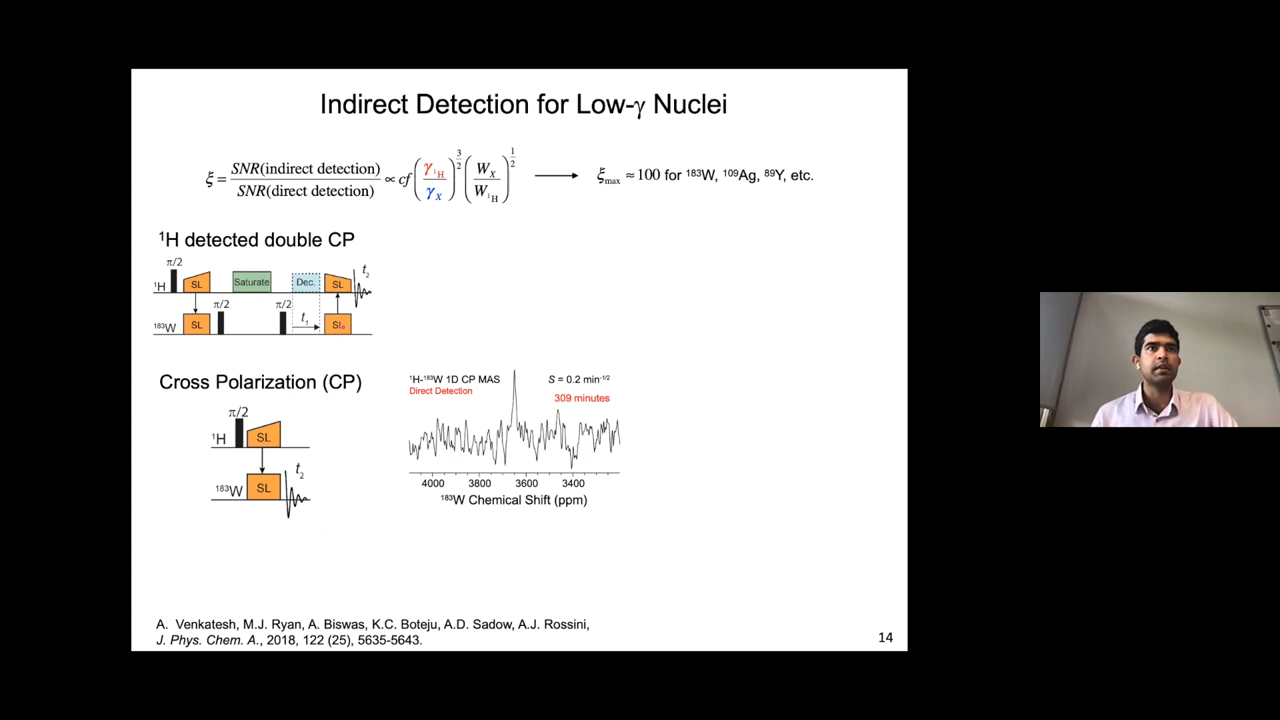 Indirect Detection for Low-γ Nuclei
ξ = SNR(indirect detection) / SNR(direct detection) ∝ cf (γ¹H / γX)^3/2 (WX / W¹H)^1/2 → ξmax ≈ 100 for ¹⁸³W, ¹⁰⁹Ag, ⁸⁹Y, etc.
¹H detected double CP
π/2
t₂
¹H SL Saturate Dec. SL
π/2 π/2
¹⁸³W SL t₁
Cross Polarization (CP)
π/2
¹H SL
t₂
¹⁸³W SL
¹H-¹⁸³W 1D CP MAS S = 0.2 min⁻¹/²
Direct Detection 309 minutes
4000 3800 3600 3400
¹⁸³W Chemical Shift (ppm)
A. Venkatesh, M.J. Ryan, A. Biswas, K.C. Boteju, A.D. Sadow, A.J. Rossini,
J. Phys. Chem. A., 2018, 122 (25), 5635-5643.
14